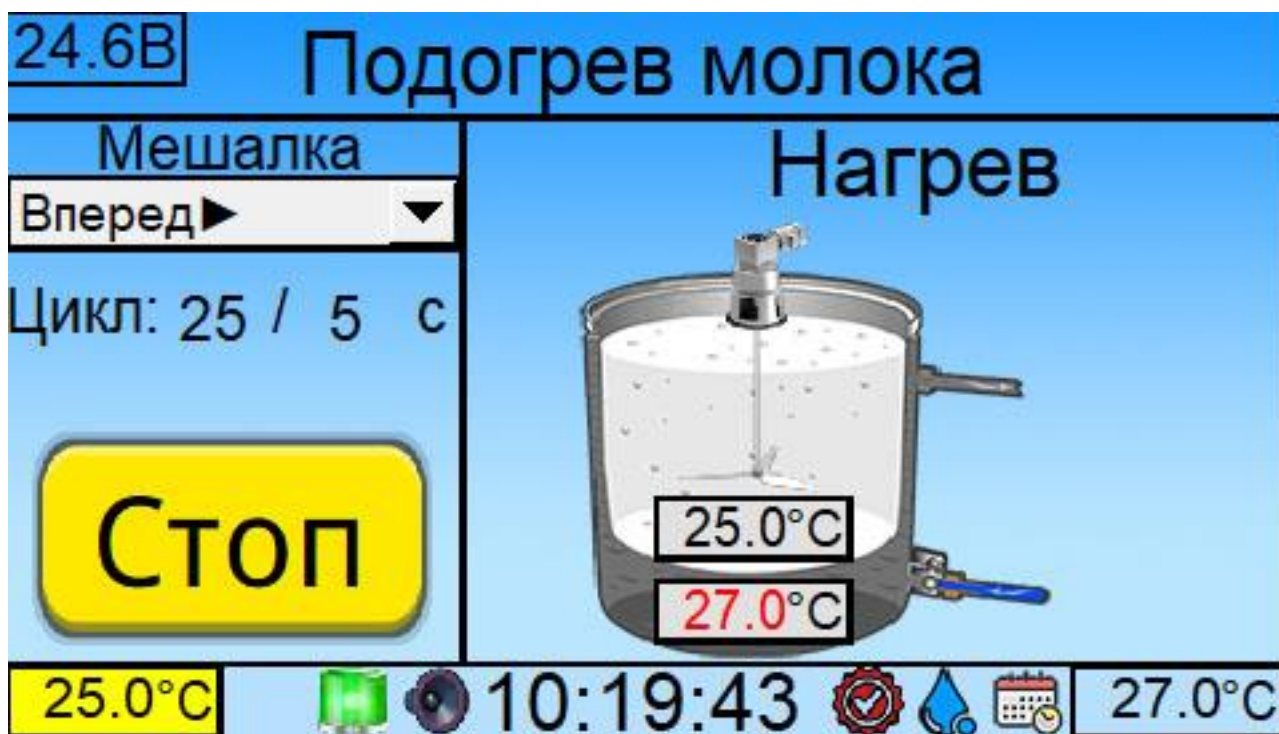 24.6В
Подогрев молока
Мешалка
Вперед►
Цикл: 25 / 5 с
Стоп
Нагрев
25.0°C
27.0°C
25.0°C
10:19:43
27.0°C